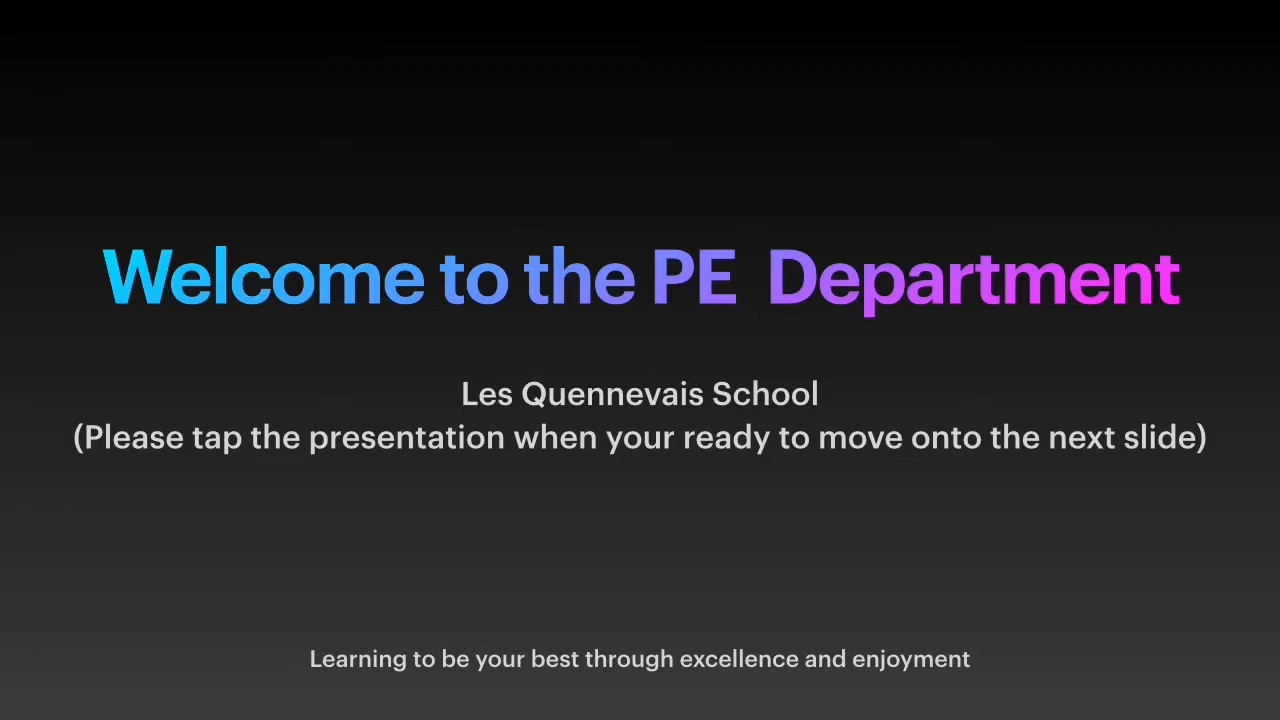 Welcome to the PE  Department
Les Quennevais School
(Please tap the presentation when your ready to move onto the next slide)
Learning to be your best through excellence and enjoyment